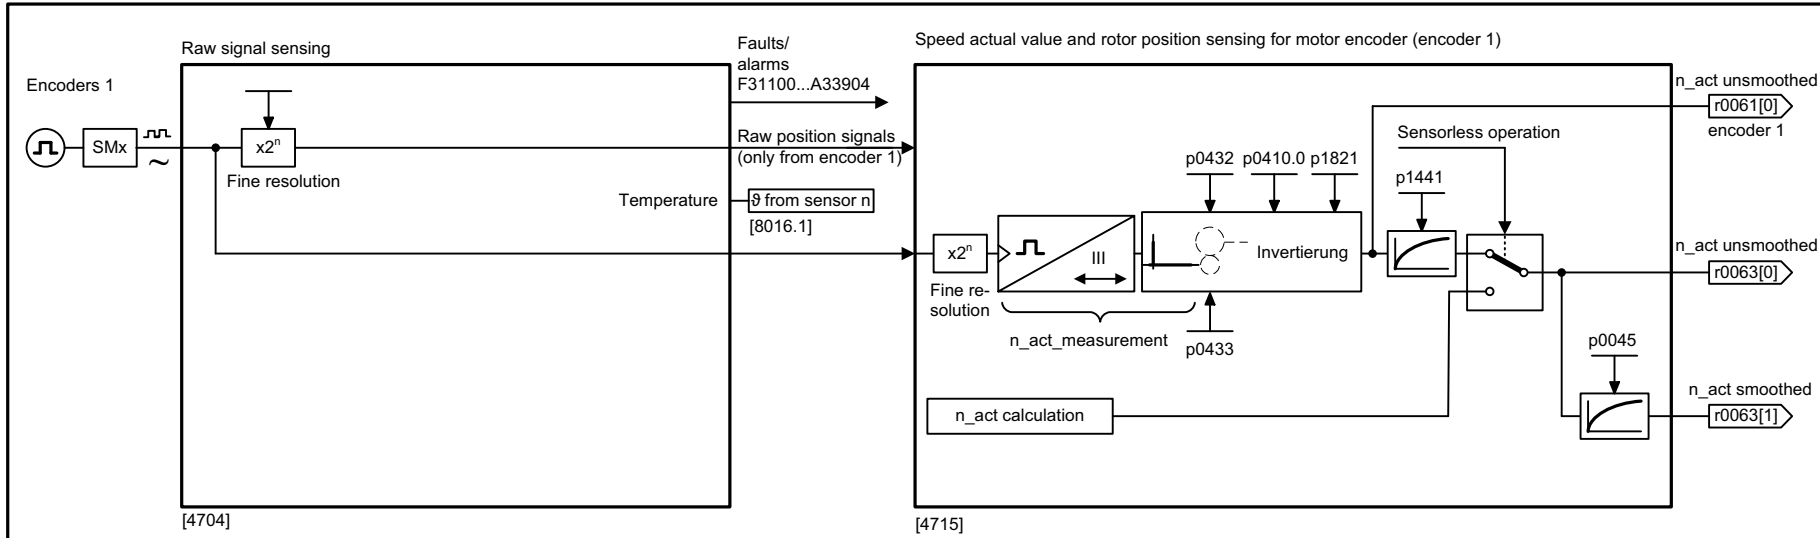 Raw signal sensing
Faults/
alarms
F31100...A33904
Speed actual value and rotor position sensing for motor encoder (encoder 1)
Encoders 1
SMx
x2ⁿ
Fine resolution
Raw position signals
(only from encoder 1)
Temperature
ϑ from sensor n
[8016.1]
n_act unsmoothed
r0061[0]
encoder 1
Sensorless operation
p0432 p0410.0 p1821
p1441
x2ⁿ
Fine re-
solution
III
Invertierung
n_act_measurement
p0433
n_act unsmoothed
r0063[0]
p0045
n_act calculation
n_act smoothed
r0063[1]
[4704]
[4715]